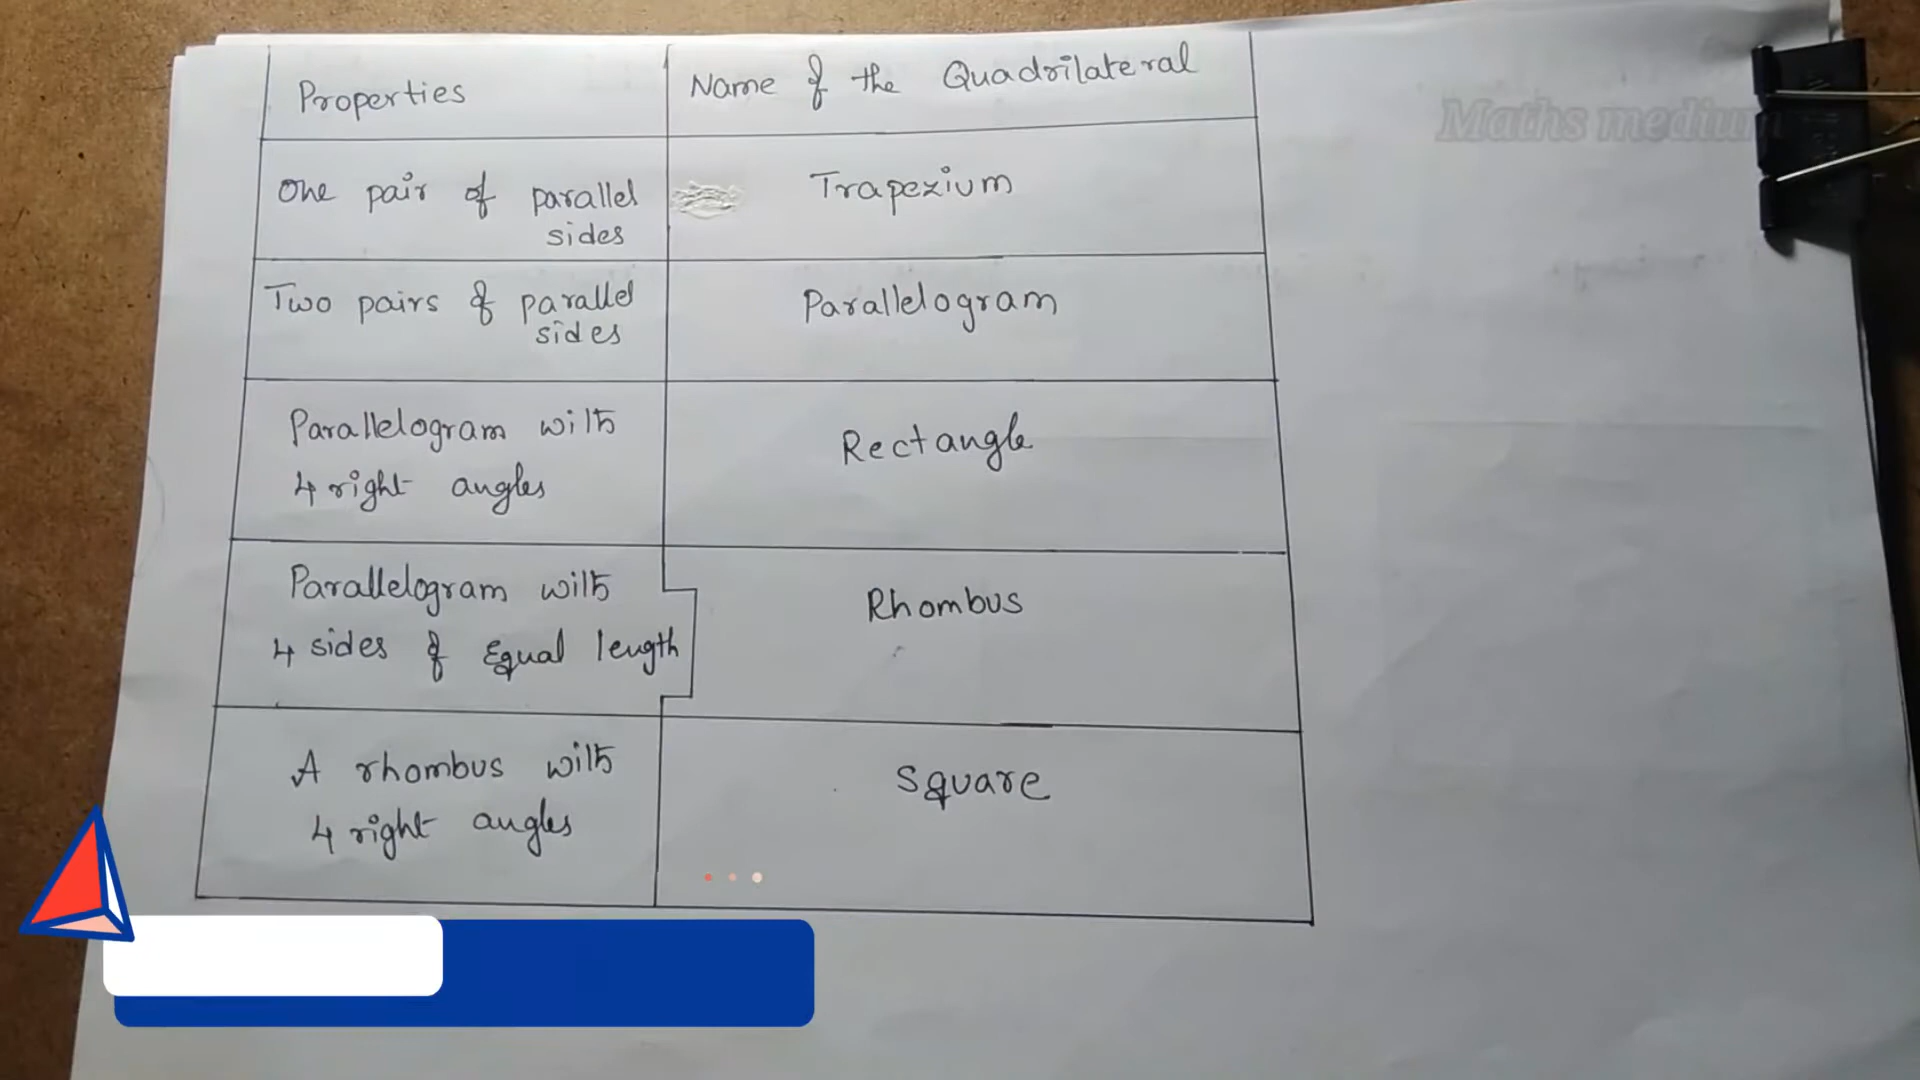 Properties
Name of the Quadrilateral
Maths medium
One pair of parallel
sides
Trapezium
Two pairs of parallel
sides
Parallelogram
Parallelogram with
4 right angles
Rectangle
Parallelogram with
4 sides of Equal length
Rhombus
A rhombus with
4 right angles
Square